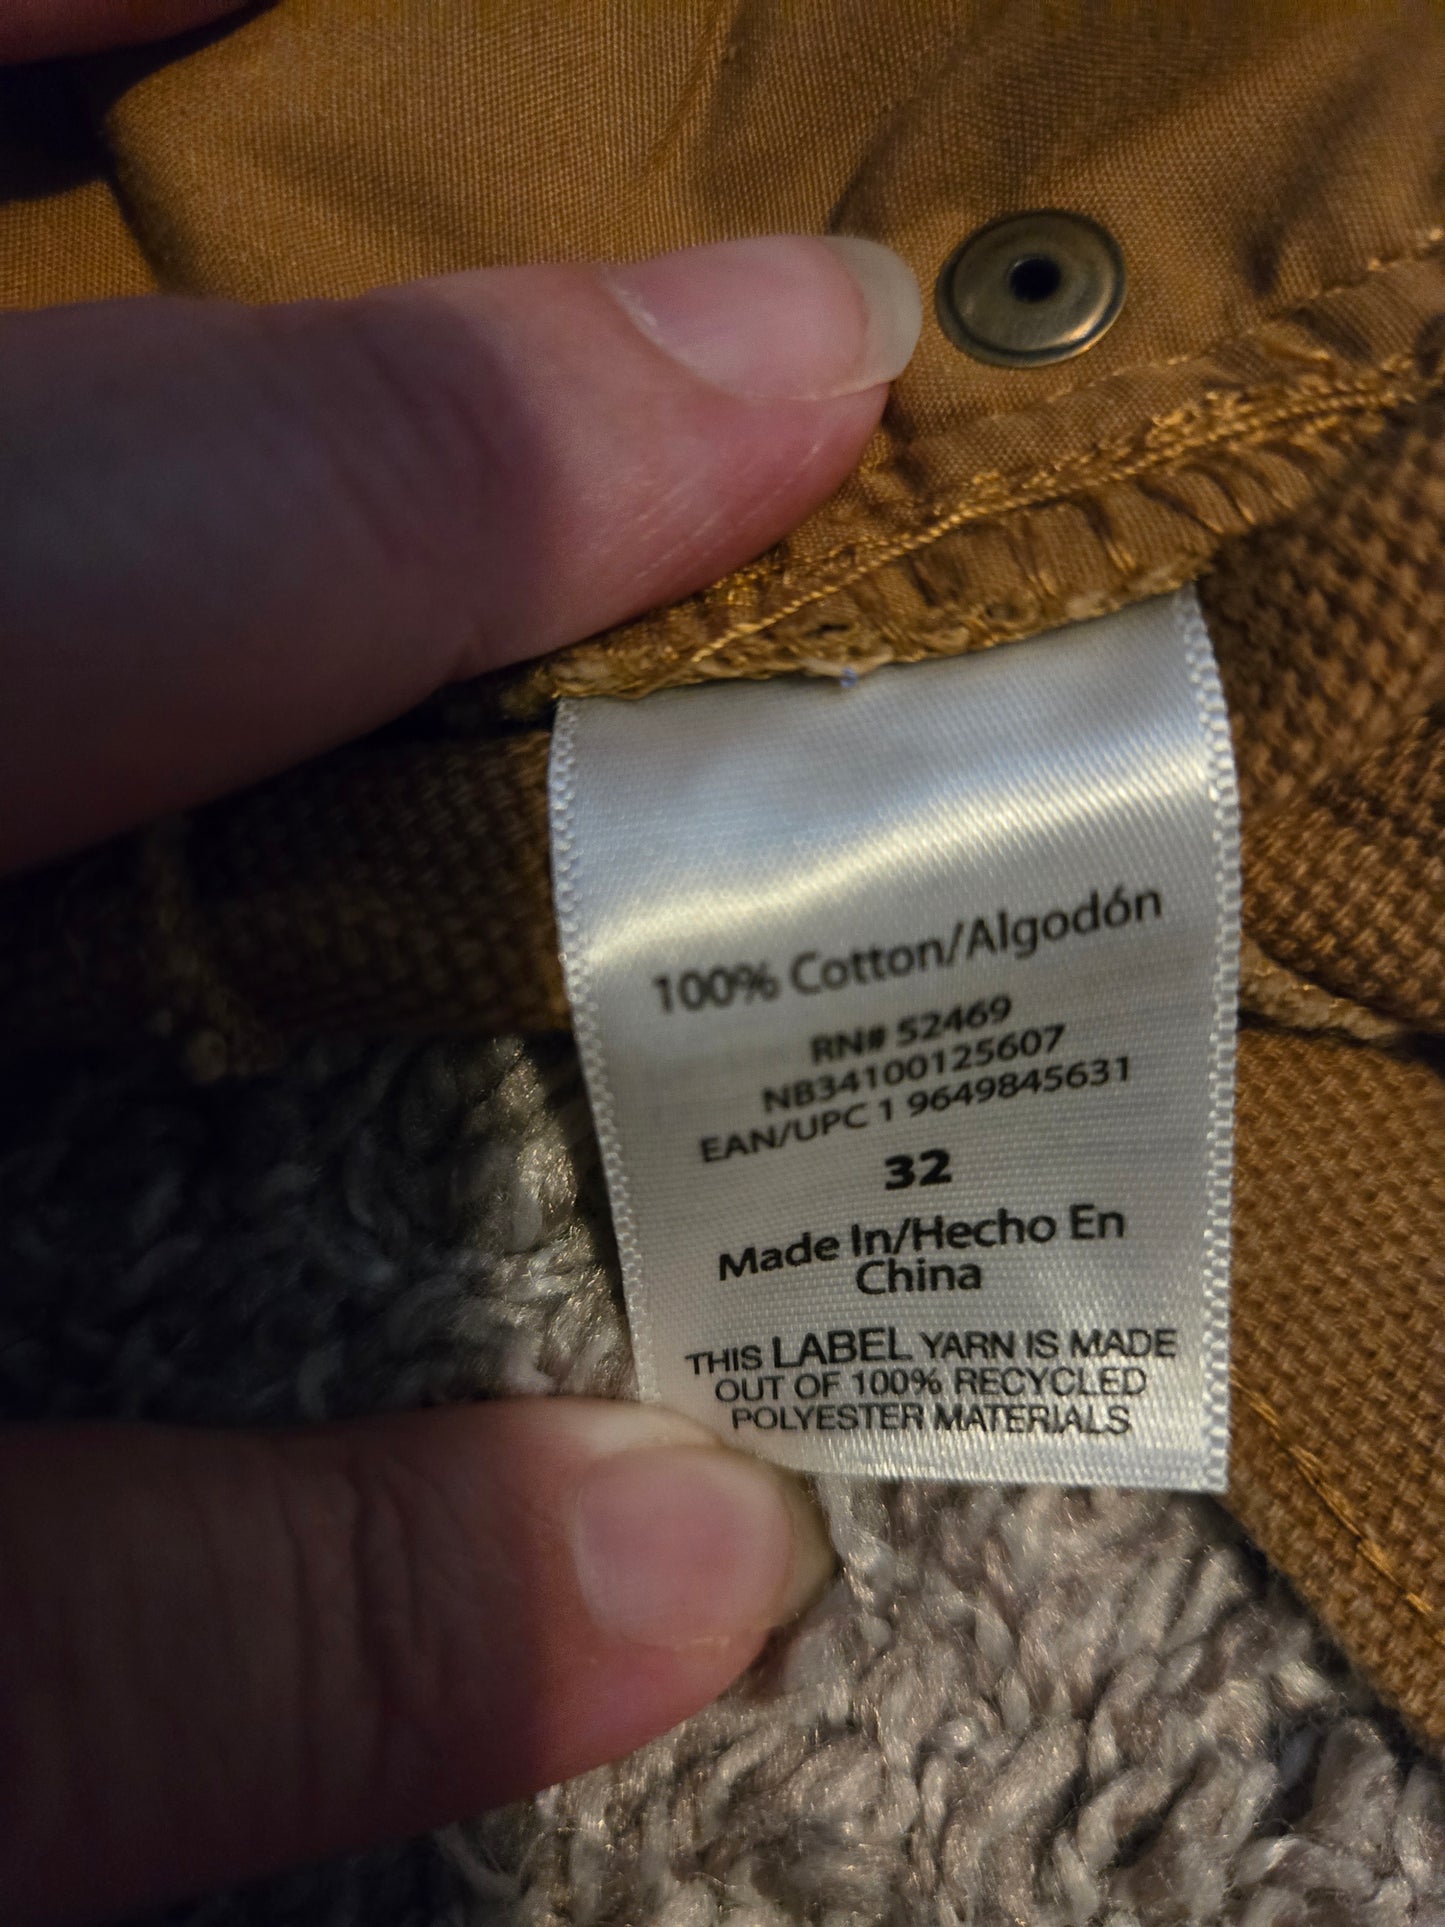 100% Cotton/Algodón
RN# 52469
NB34100125607
EAN/UPC 1 9649845631
32
Made In/Hecho En
China
THIS LABEL YARN IS MADE
OUT OF 100% RECYCLED
POLYESTER MATERIALS